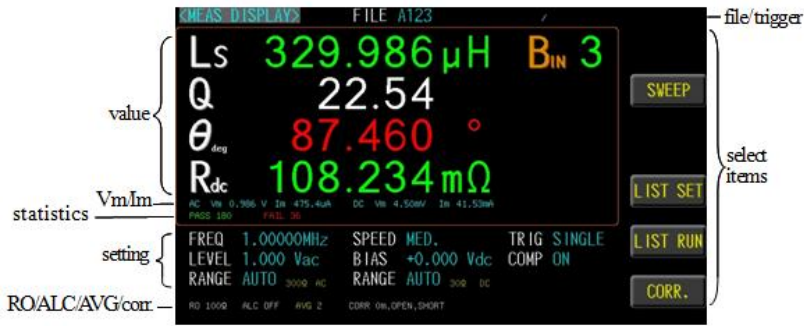 <MEAS DISPLAY> FILE A123
file/trigger
Ls 329.986 μH BIN 3
Q 22.54
θdeg 87.460 °
Rdc 108.234 mΩ
value
SWEEP
select items
LIST SET
Vm/Im
AC Vm 0.986 V Im 475.4uA DC Vm 4.50mV Im 41.53mA
statistics
PASS 180 FAIL 36
setting
FREQ 1.00000MHz SPEED MED. TRIG SINGLE
LIST RUN
LEVEL 1.000 Vac BIAS +0.000 Vdc COMP ON
RANGE AUTO 300Ω AC RANGE AUTO 30Ω DC
CORR.
RO/ALC/AVG/corr.
RO 100Ω ALC OFF AVG 2 CORR 0m,OPEN,SHORT